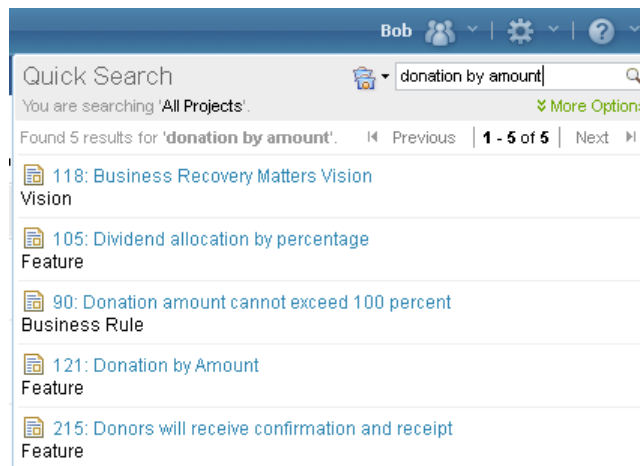 Bob
Quick Search
donation by amount
You are searching 'All Projects'.
More Options
Found 5 results for 'donation by amount'. Previous 1 - 5 of 5 Next
118: Business Recovery Matters Vision
Vision
105: Dividend allocation by percentage
Feature
90: Donation amount cannot exceed 100 percent
Business Rule
121: Donation by Amount
Feature
215: Donors will receive confirmation and receipt
Feature